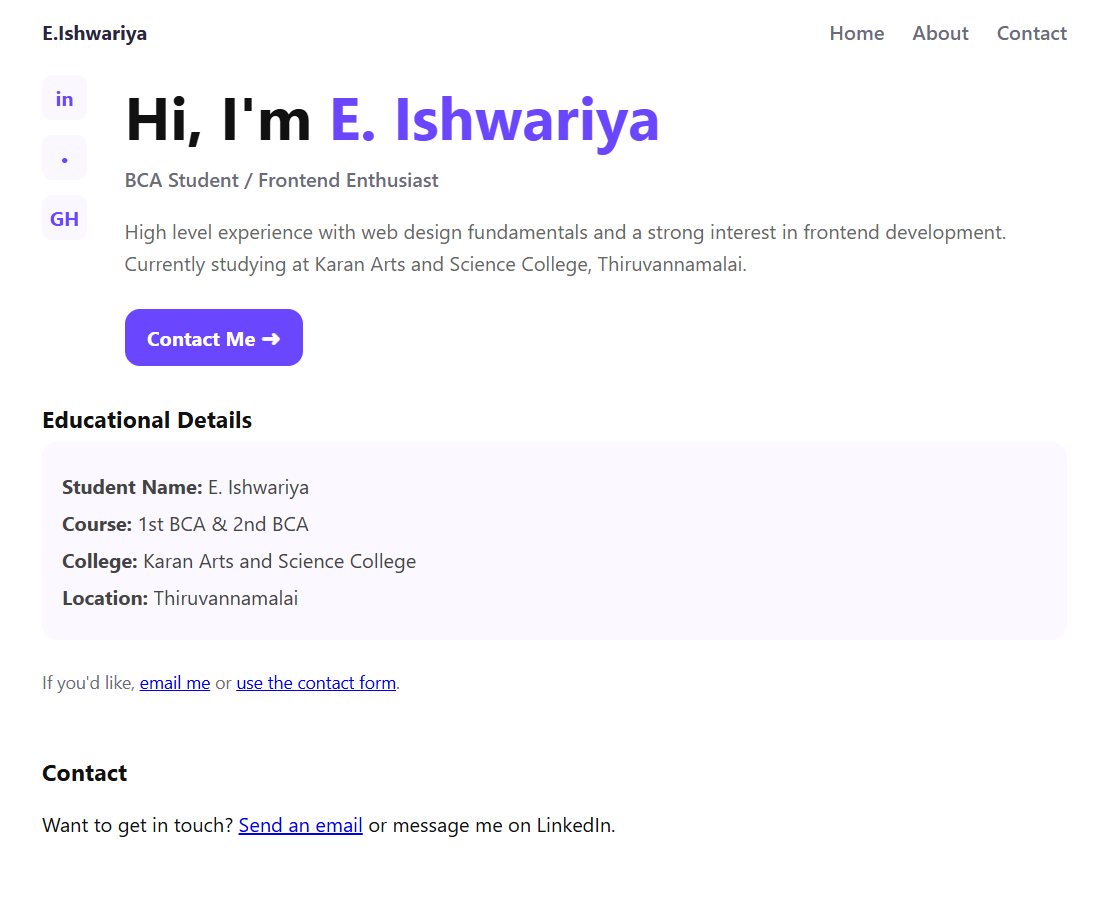 E.Ishwariya
Home About Contact
in
•
GH
Hi, I'm E. Ishwariya
BCA Student / Frontend Enthusiast
High level experience with web design fundamentals and a strong interest in frontend development.
Currently studying at Karan Arts and Science College, Thiruvannamalai.
Contact Me ➜
Educational Details
Student Name: E. Ishwariya
Course: 1st BCA & 2nd BCA
College: Karan Arts and Science College
Location: Thiruvannamalai
If you'd like, email me or use the contact form.
Contact
Want to get in touch? Send an email or message me on LinkedIn.